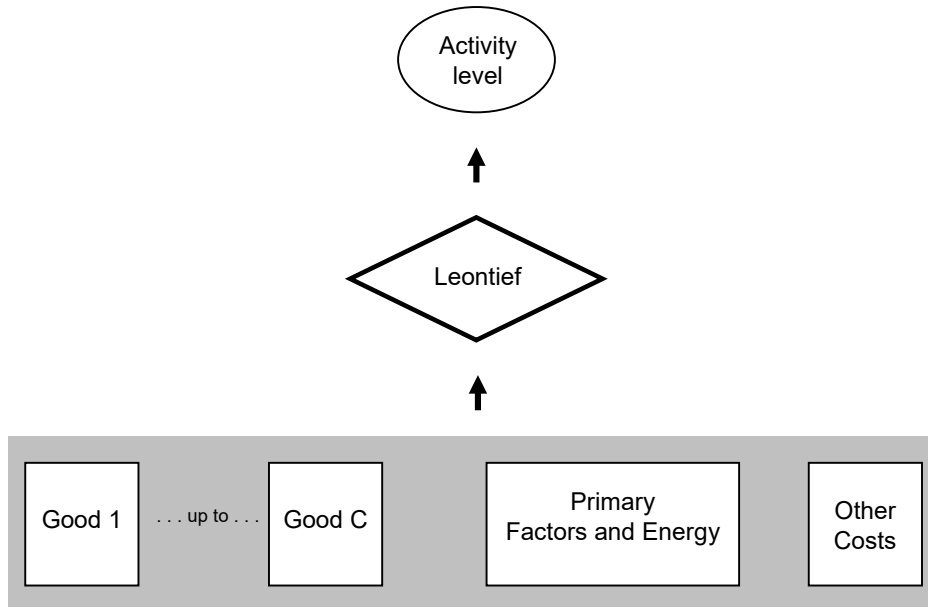 Activity
level
Leontief
Good 1
. . . up to . . .
Good C
Primary
Factors and Energy
Other
Costs